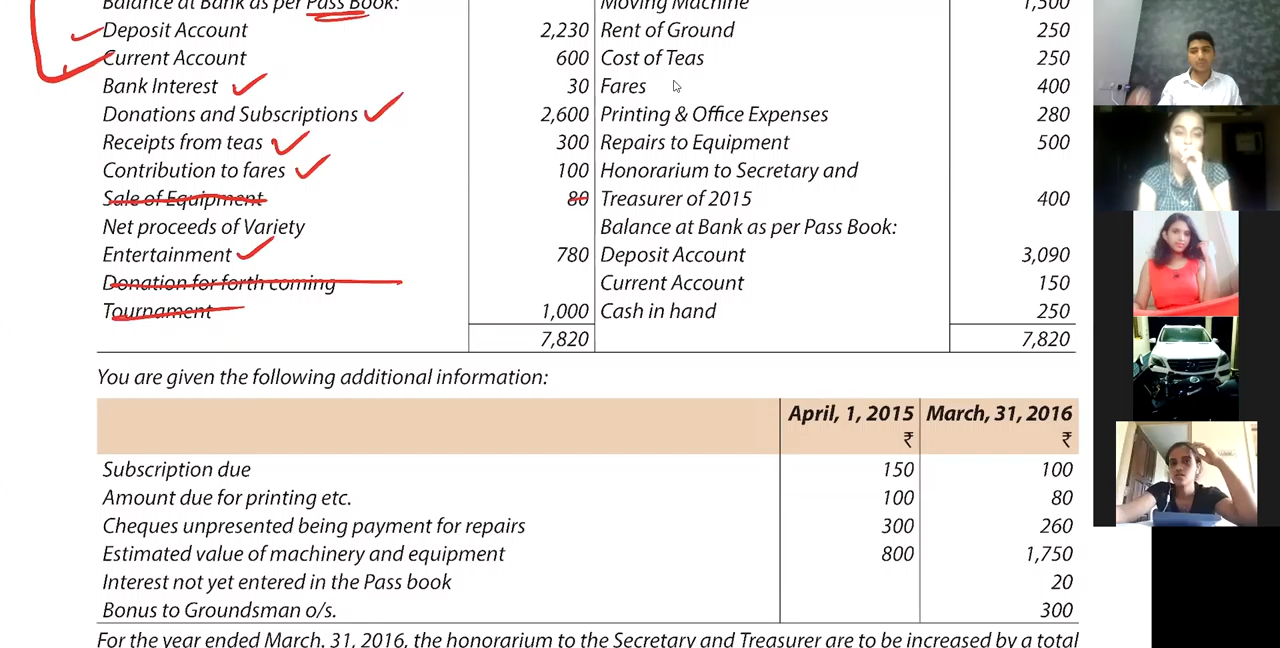 Balance at Bank as per Pass Book: Moving Machine 1,500
Deposit Account 2,230 Rent of Ground 250
Current Account 600 Cost of Teas 250
Bank Interest 30 Fares 400
Donations and Subscriptions 2,600 Printing & Office Expenses 280
Receipts from teas 300 Repairs to Equipment 500
Contribution to fares 100 Honorarium to Secretary and
Sale of Equipment 80 Treasurer of 2015 400
Net proceeds of Variety Balance at Bank as per Pass Book:
Entertainment 780 Deposit Account 3,090
Donation for forth coming Current Account 150
Tournament 1,000 Cash in hand 250
7,820 7,820
You are given the following additional information:
April, 1, 2015 March, 31, 2016
₹ ₹
Subscription due 150 100
Amount due for printing etc. 100 80
Cheques unpresented being payment for repairs 300 260
Estimated value of machinery and equipment 800 1,750
Interest not yet entered in the Pass book 20
Bonus to Groundsman o/s. 300
For the year ended March, 31, 2016, the honorarium to the Secretary and Treasurer are to be increased by a total